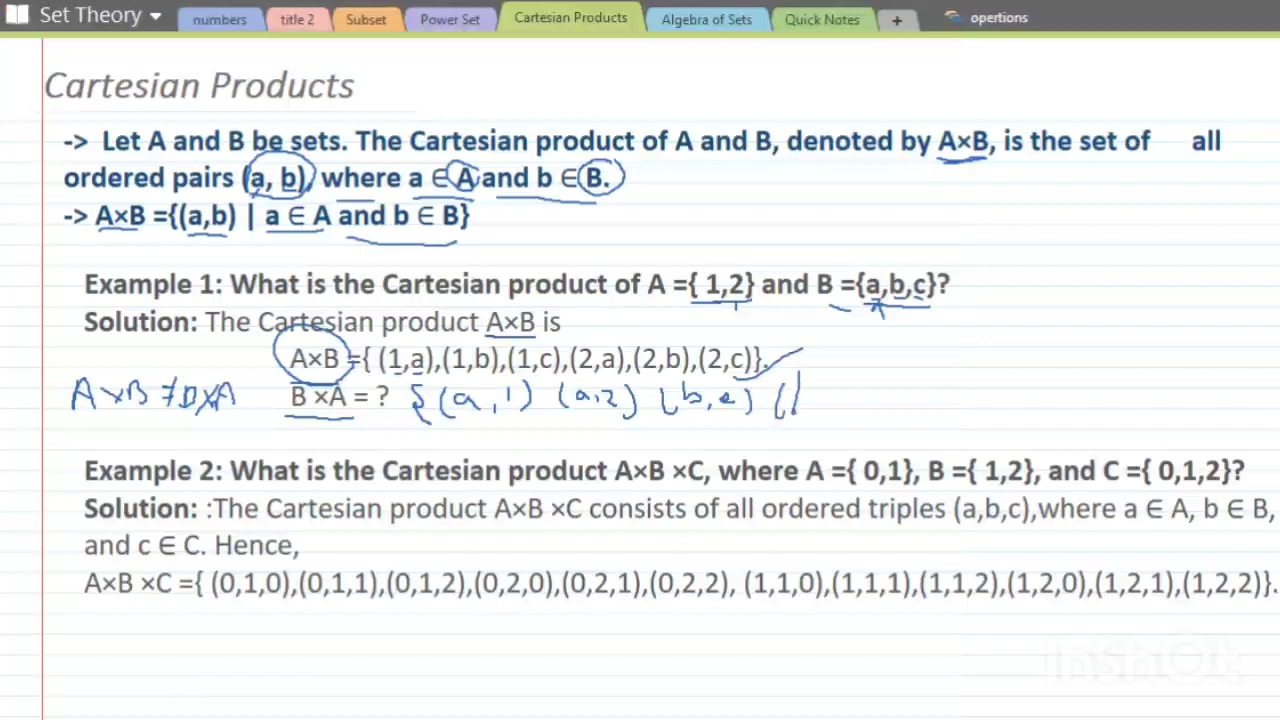 Set Theory
numbers title 2 Subset Power Set Cartesian Products Algebra of Sets Quick Notes + opertions
Cartesian Products
-> Let A and B be sets. The Cartesian product of A and B, denoted by A×B, is the set of all
ordered pairs (a, b), where a ∈ A and b ∈ B.
-> A×B ={(a,b) | a ∈ A and b ∈ B}
Example 1: What is the Cartesian product of A ={ 1,2} and B ={a,b,c}?
Solution: The Cartesian product A×B is
A×B ={ (1,a),(1,b),(1,c),(2,a),(2,b),(2,c)}.
A×B ≠ B×A B ×A = ? { (a, 1) (a,2) (b, (
Example 2: What is the Cartesian product A×B ×C, where A ={ 0,1}, B ={ 1,2}, and C ={ 0,1,2}?
Solution: :The Cartesian product A×B ×C consists of all ordered triples (a,b,c),where a ∈ A, b ∈ B,
and c ∈ C. Hence,
A×B ×C ={ (0,1,0),(0,1,1),(0,1,2),(0,2,0),(0,2,1),(0,2,2), (1,1,0),(1,1,1),(1,1,2),(1,2,0),(1,2,1),(1,2,2)}.
InShOt